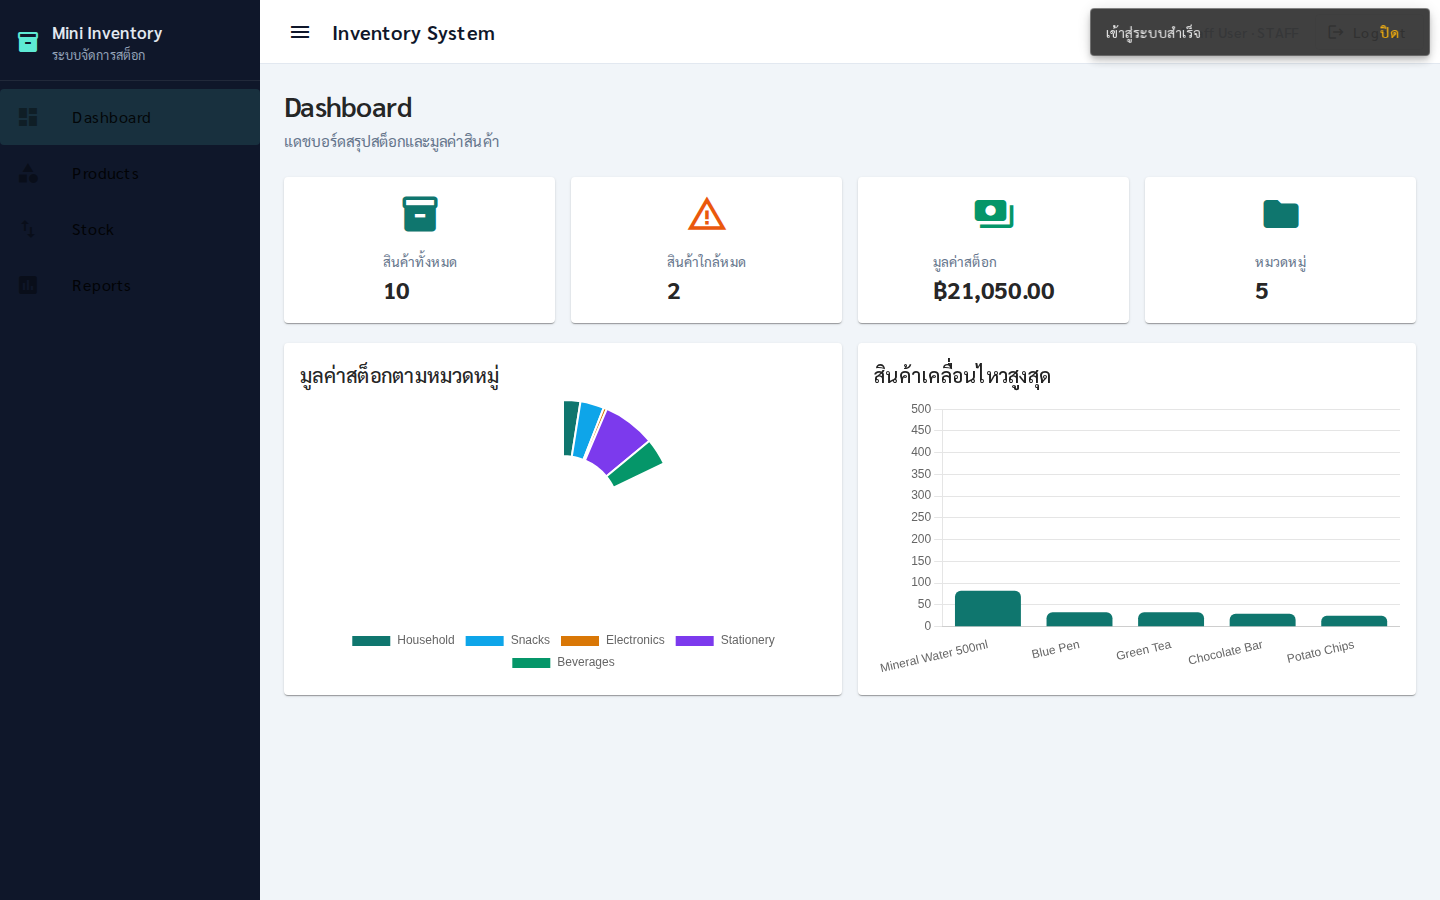 Mini Inventory
ระบบจัดการสต็อก
Dashboard
Products
Stock
Reports
Inventory System
เข้าสู่ระบบสำเร็จ
ปิด
Dashboard
แดชบอร์ดสรุปสต็อกและมูลค่าสินค้า
สินค้าทั้งหมด
10
สินค้าใกล้หมด
2
มูลค่าสต็อก
฿21,050.00
หมวดหมู่
5
มูลค่าสต็อกตามหมวดหมู่
Household
Snacks
Electronics
Stationery
Beverages
สินค้าเคลื่อนไหวสูงสุด
500
450
400
350
300
250
200
150
100
50
0
Mineral Water 500ml
Blue Pen
Green Tea
Chocolate Bar
Potato Chips